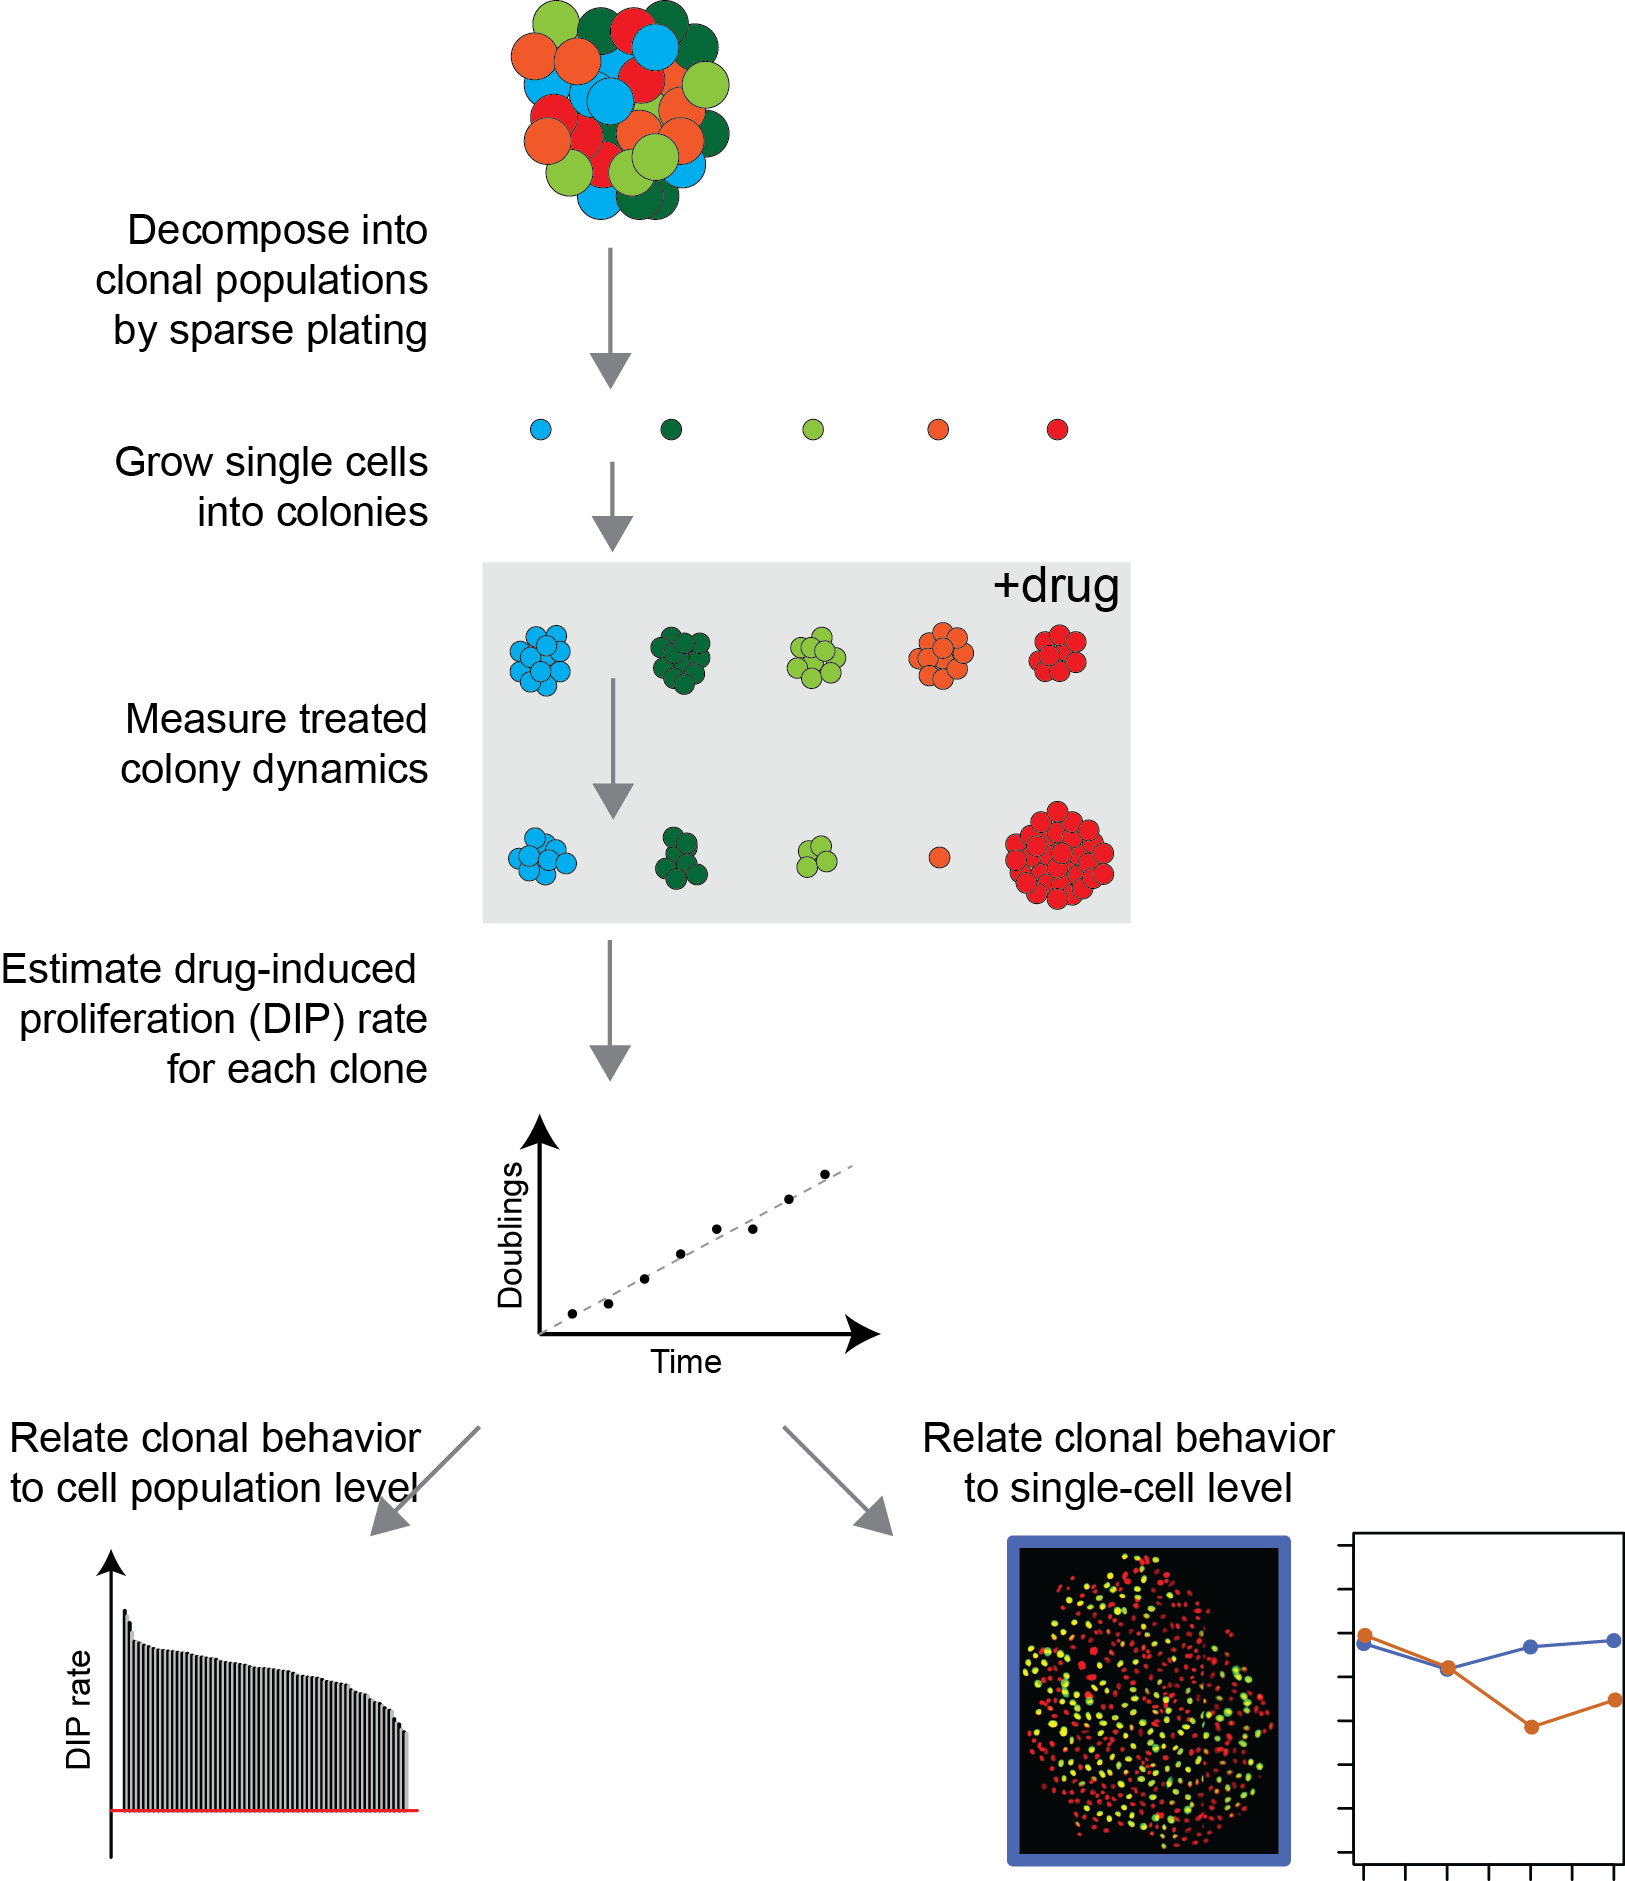 Decompose into
clonal populations
by sparse plating
Grow single cells
into colonies
+drug
Measure treated
colony dynamics
Estimate drug-induced
proliferation (DIP) rate
for each clone
Doublings
Time
Relate clonal behavior
to cell population level
DIP rate
Relate clonal behavior
to single-cell level